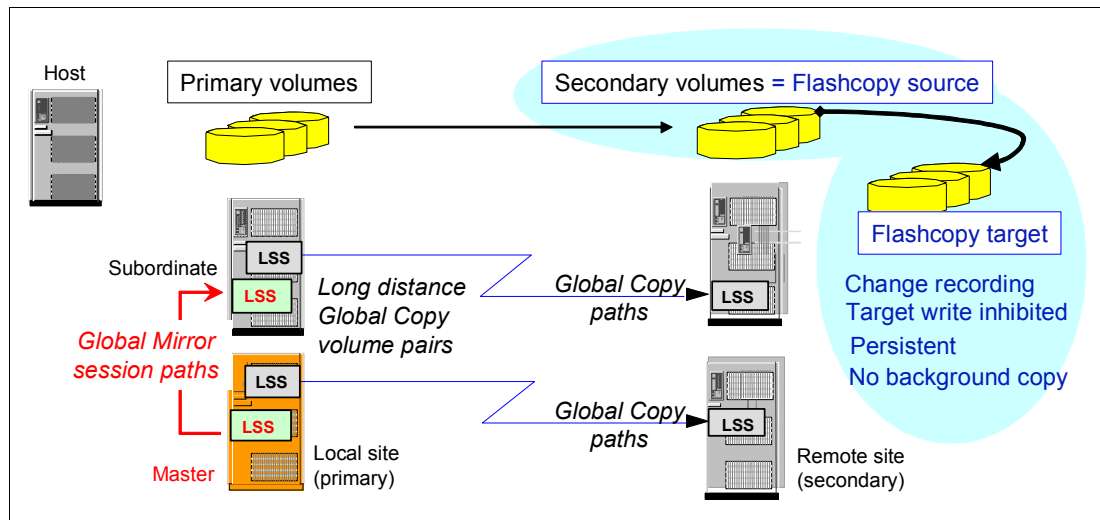 Host
Primary volumes
Secondary volumes = Flashcopy source
Flashcopy target
Change recording
Target write inhibited
Persistent
No background copy
Subordinate
LSS
LSS
Global Mirror
session paths
Long distance
Global Copy
volume pairs
Global Copy
paths
LSS
LSS
LSS
Master
Local site
(primary)
Global Copy
paths
LSS
Remote site
(secondary)